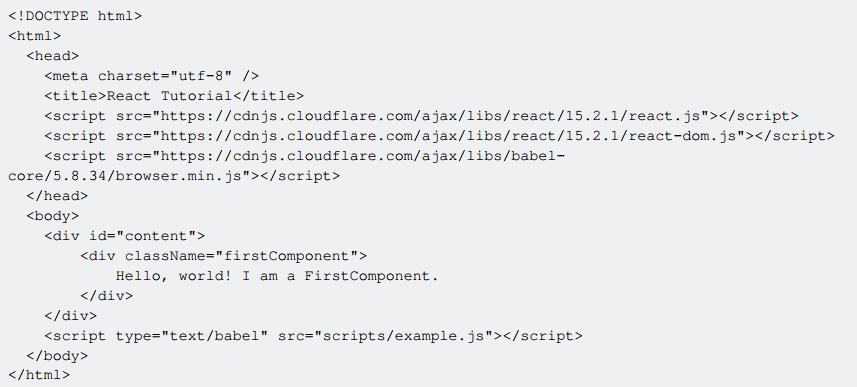 <!DOCTYPE html>
<html>
  <head>
    <meta charset="utf-8" />
    <title>React Tutorial</title>
    <script src="https://cdnjs.cloudflare.com/ajax/libs/react/15.2.1/react.js"></script>
    <script src="https://cdnjs.cloudflare.com/ajax/libs/react/15.2.1/react-dom.js"></script>
    <script src="https://cdnjs.cloudflare.com/ajax/libs/babel-
core/5.8.34/browser.min.js"></script>
  </head>
  <body>
    <div id="content">
        <div className="firstComponent">
            Hello, world! I am a FirstComponent.
        </div>
    </div>
    <script type="text/babel" src="scripts/example.js"></script>
  </body>
</html>